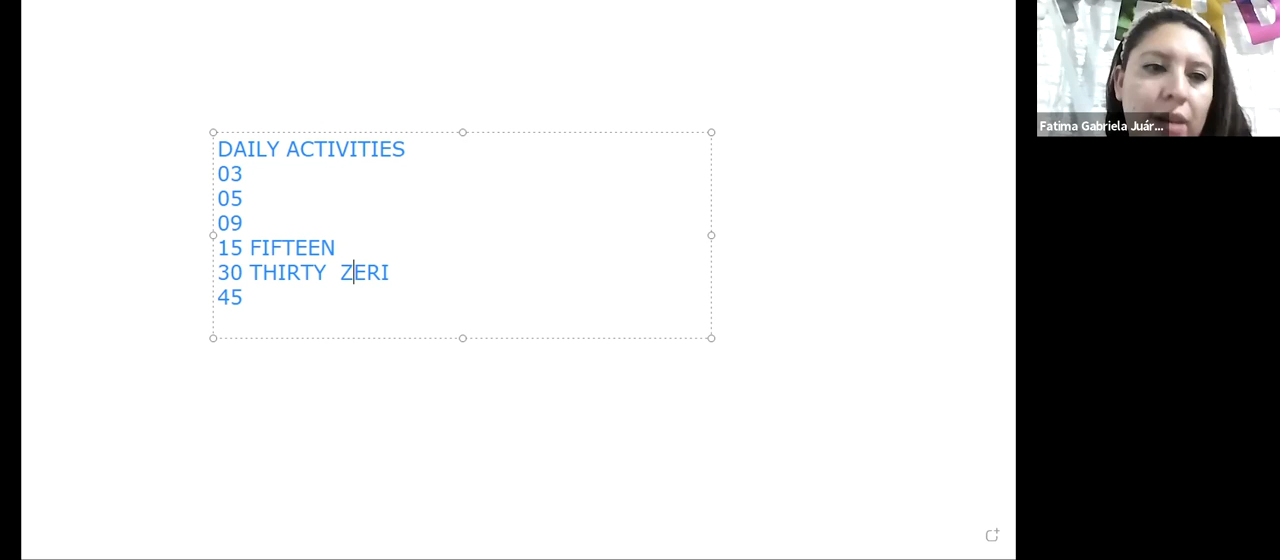 DAILY ACTIVITIES
03
05
09
15 FIFTEEN
30 THIRTY  ZERI
45
Fatima Gabriela Juár...